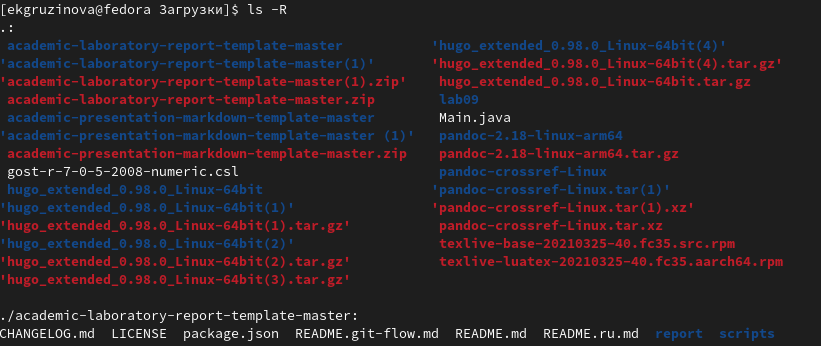 [ekgruzinova@fedora Загрузки]$ ls -R
.:
academic-laboratory-report-template-master 'hugo_extended_0.98.0_Linux-64bit(4)'
'academic-laboratory-report-template-master(1)' 'hugo_extended_0.98.0_Linux-64bit(4).tar.gz'
'academic-laboratory-report-template-master(1).zip' hugo_extended_0.98.0_Linux-64bit.tar.gz
academic-laboratory-report-template-master.zip lab09
academic-presentation-markdown-template-master Main.java
'academic-presentation-markdown-template-master (1)' pandoc-2.18-linux-arm64
academic-presentation-markdown-template-master.zip pandoc-2.18-linux-arm64.tar.gz
gost-r-7-0-5-2008-numeric.csl pandoc-crossref-Linux
hugo_extended_0.98.0_Linux-64bit 'pandoc-crossref-Linux.tar(1)'
'hugo_extended_0.98.0_Linux-64bit(1)' 'pandoc-crossref-Linux.tar(1).xz'
'hugo_extended_0.98.0_Linux-64bit(1).tar.gz' pandoc-crossref-Linux.tar.xz
'hugo_extended_0.98.0_Linux-64bit(2)' texlive-base-20210325-40.fc35.src.rpm
'hugo_extended_0.98.0_Linux-64bit(2).tar.gz' texlive-luatex-20210325-40.fc35.aarch64.rpm
'hugo_extended_0.98.0_Linux-64bit(3).tar.gz'
./academic-laboratory-report-template-master:
CHANGELOG.md LICENSE package.json README.git-flow.md README.md README.ru.md report scripts